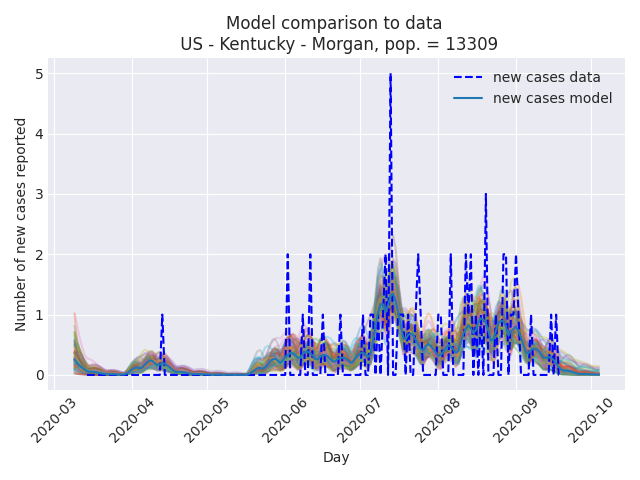 Model comparison to data
US - Kentucky - Morgan, pop. = 13309
new cases data
new cases model
Number of new cases reported
5
4
3
2
1
0
2020-03
2020-04
2020-05
2020-06
2020-07
2020-08
2020-09
2020-10
Day